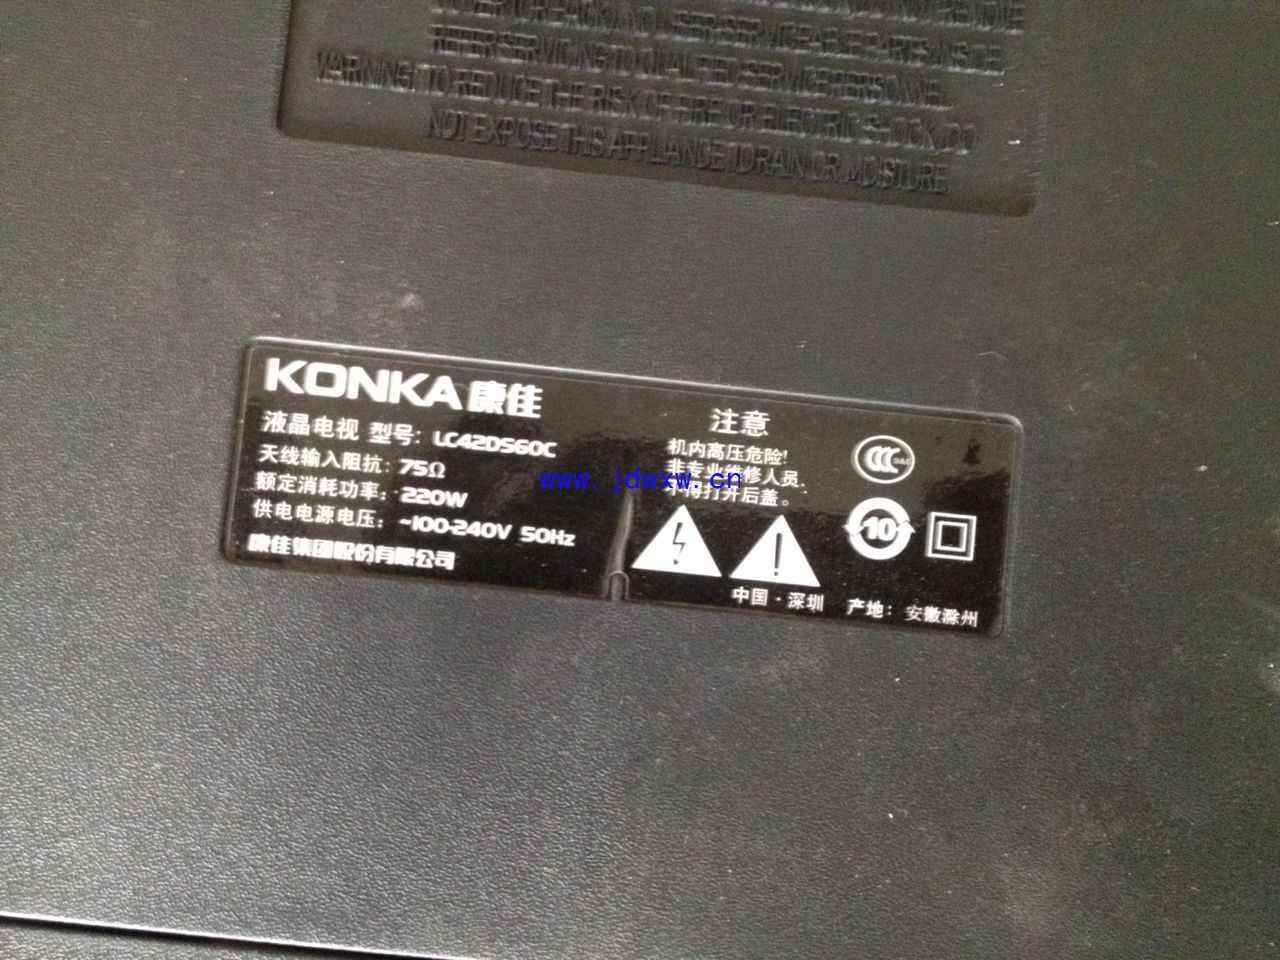 REFER SERVICING TO QUALIFIED SERVICE PERSONNEL.
WARNING: TO REDUCE THE RISK OF FIRE OR ELECTRIC SHOCK, DO
NOT EXPOSE THIS APPLIANCE TO RAIN OR MOISTURE
KONKA 康佳
液晶电视 型号: LC42DS60C
天线输入阻抗: 75Ω
额定消耗功率: 220W
供电电源电压: ~100-240V 50Hz
康佳集团股份有限公司
注意
机内高压危险!
非专业维修人员,
不得打开后盖。
www.jdwxw.cn
CCC S&E
10
中国·深圳 产地: 安徽滁州